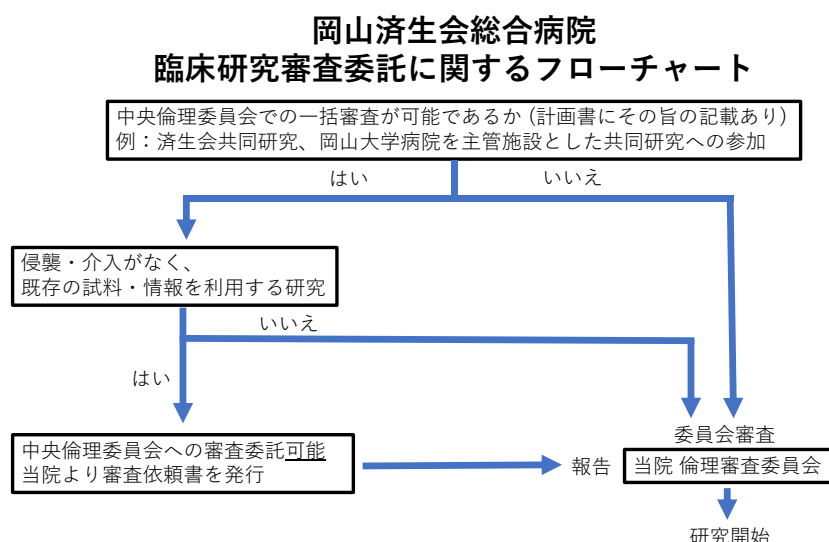 岡山済生会総合病院
臨床研究審査委託に関するフローチャート
中央倫理委員会での一括審査が可能であるか (計画書にその旨の記載あり)
例：済生会共同研究、岡山大学病院を主管施設とした共同研究への参加
はい
いいえ
侵襲・介入がなく、
既存の試料・情報を利用する研究
いいえ
はい
中央倫理委員会への審査委託可能
当院より審査依頼書を発行
報告
委員会審査
当院 倫理審査委員会
研究開始